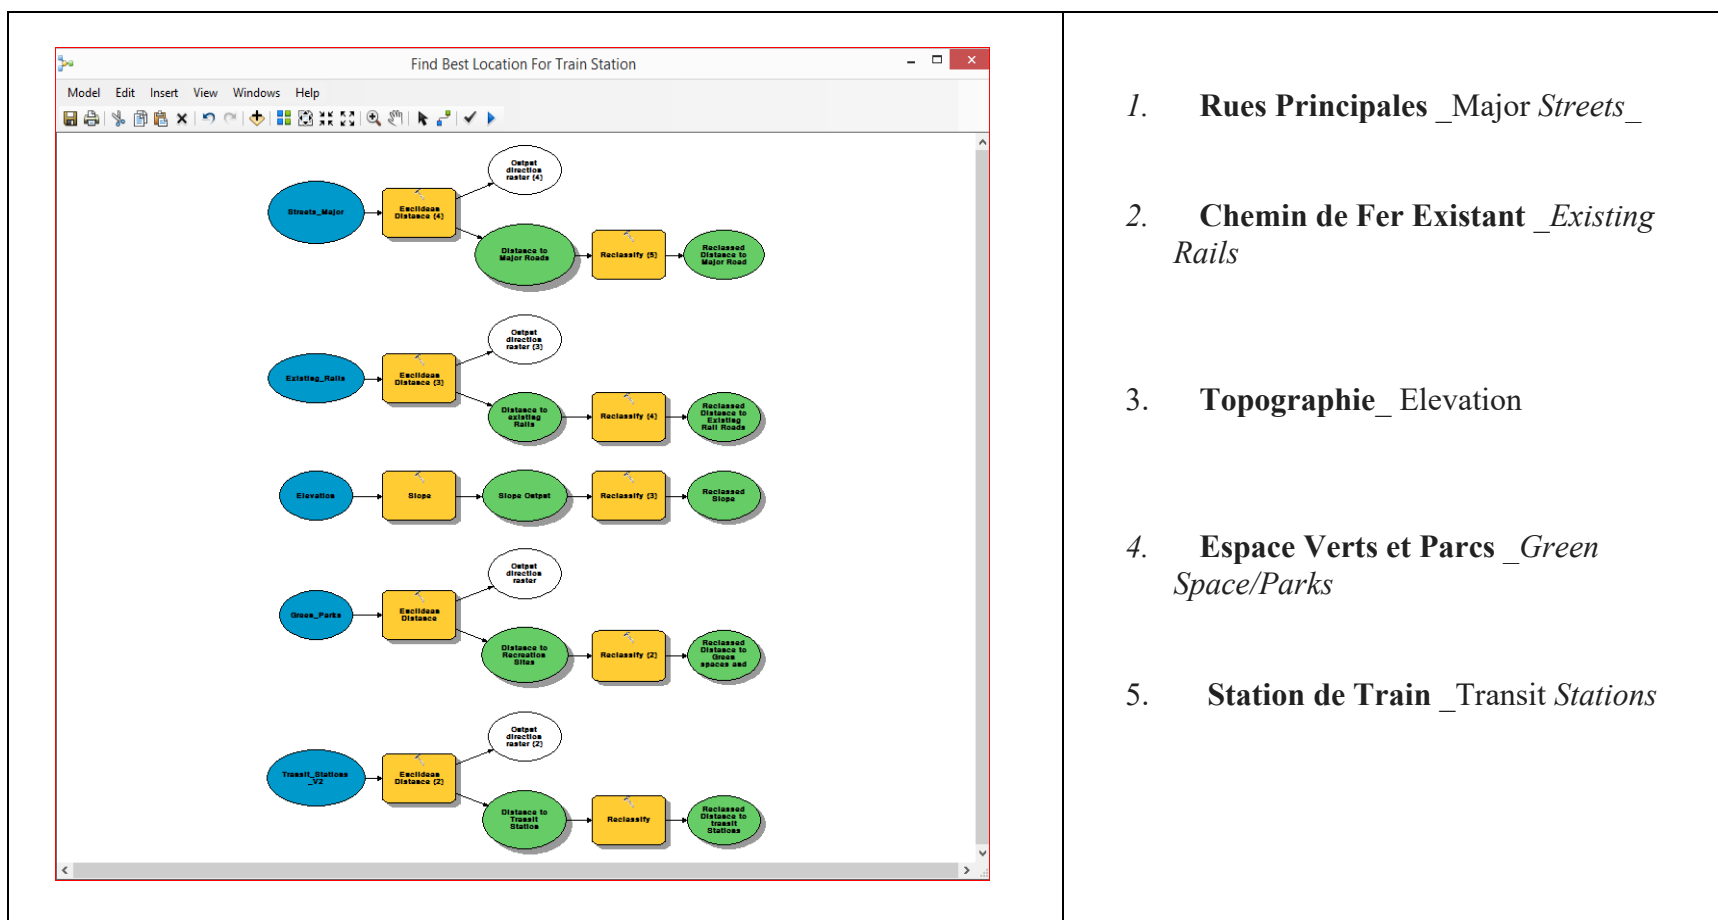 Find Best Location For Train Station
Model Edit Insert View Windows Help
Output
direction
raster (4)
Streets_Major
Euclidean
Distance (4)
Distance to
Major Roads
Reclassify (5)
Reclassed
Distance to
Major Road
Output
direction
raster (3)
Existing_Rails
Euclidean
Distance (3)
Distance to
existing
Rails
Reclassify (4)
Reclassed
Distance to
Existing
Rail Roads
Elevation
Slope
Slope Output
Reclassify (3)
Reclassed
Slope
Output
direction
raster
Green_Parks
Euclidean
Distance
Distance to
Recreation
Sites
Reclassify (2)
Reclassed
Distance to
Green
spaces and
Output
direction
raster (2)
Transit_Stations
_V2
Euclidean
Distance (2)
Distance to
Transit
Station
Reclassify
Reclassed
Distance to
transit
Stations
1. Rues Principales _Major Streets_
2. Chemin de Fer Existant _Existing
Rails
3. Topographie_ Elevation
4. Espace Verts et Parcs _Green
Space/Parks
5. Station de Train _Transit Stations